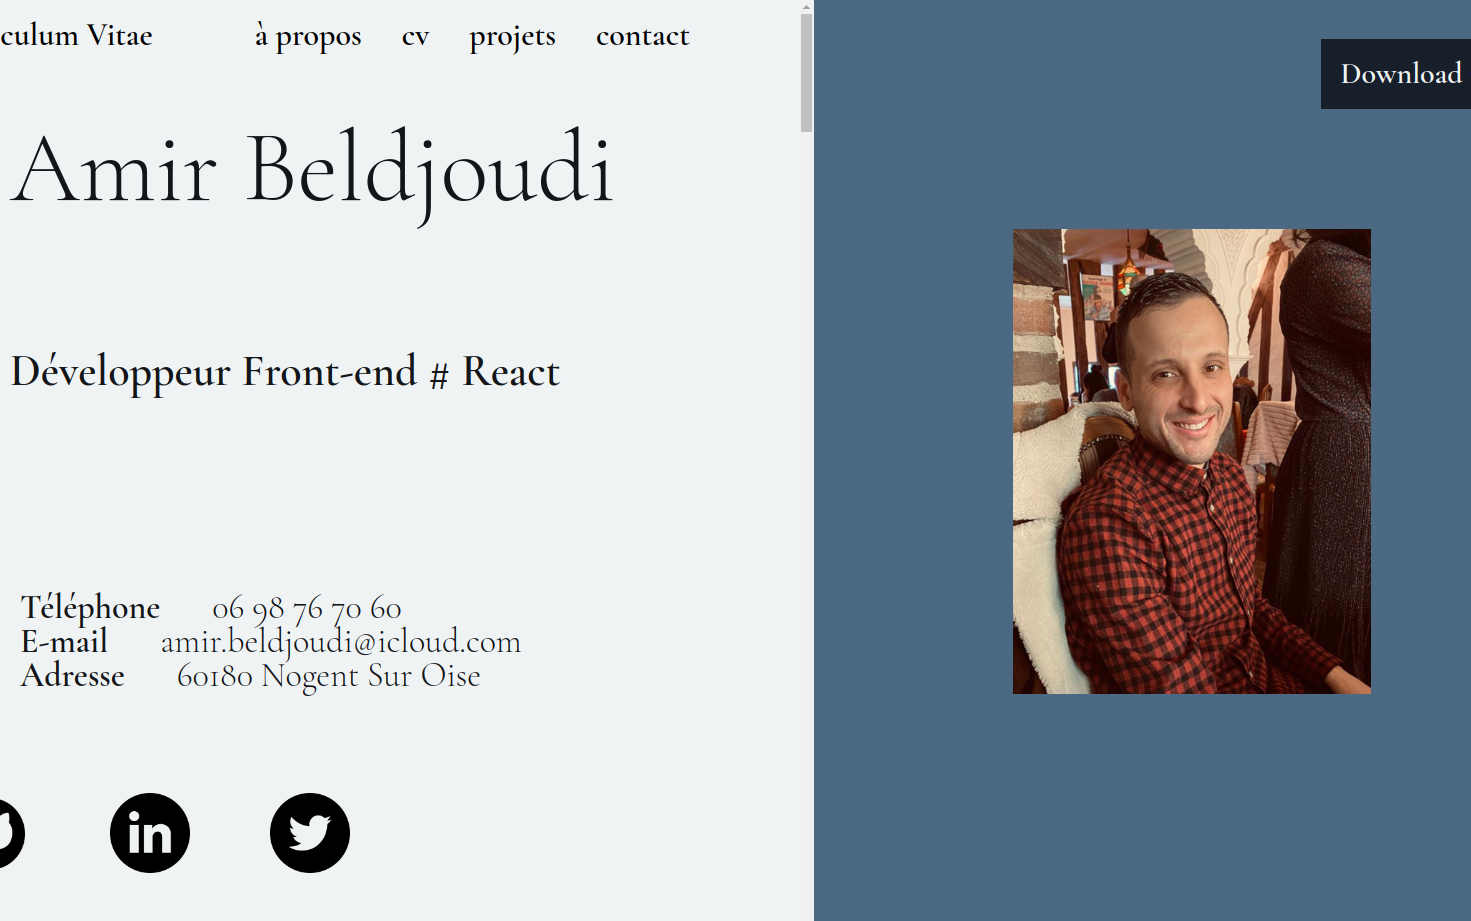 culum Vitae à propos cv projets contact
Download
Amir Beldjoudi
Développeur Front-end # React
Téléphone 06 98 76 70 60
E-mail amir.beldjoudi@icloud.com
Adresse 60180 Nogent Sur Oise
in